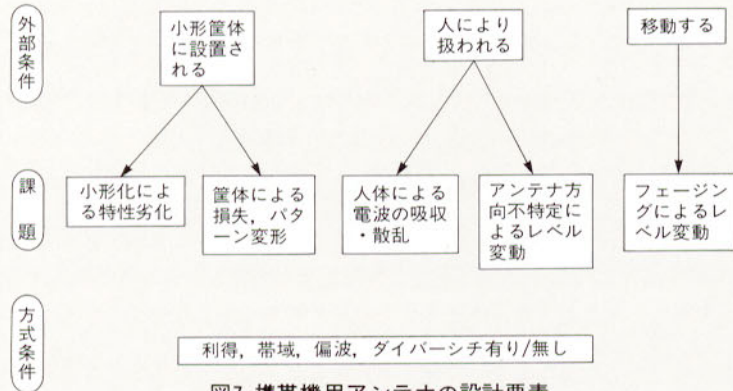 外部条件
小形筐体
に設置さ
れる
人により
扱われる
移動する
課題
小形化によ
る特性劣化
筐体による
損失，パタ
ーン変形
人体による
電波の吸収
・散乱
アンテナ方
向不特定に
よるレベル
変動
フェージン
グによるレ
ベル変動
方式条件
利得，帯域，偏波，ダイバーシチ有り/無し
図7 携帯機用アンテナの設計要素